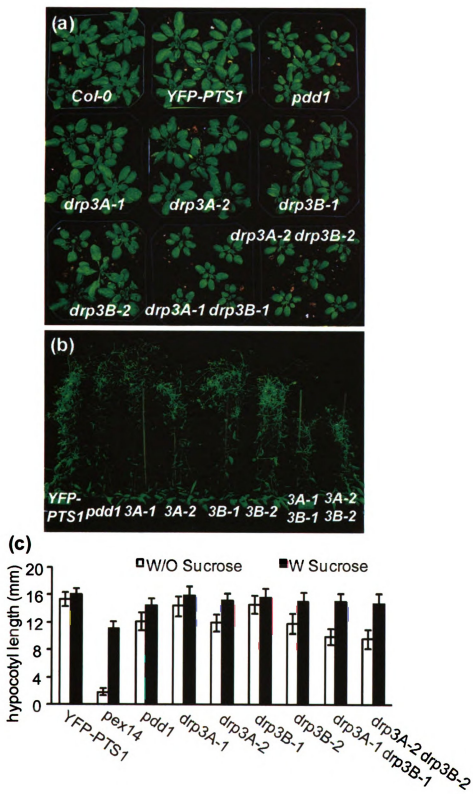 (a)
Col-0 YFP-PTS1 pdd1
drp3A-1 drp3A-2 drp3B-1
drp3A-2 drp3B-2
drp3B-2 drp3A-1 drp3B-1
(b)
YFP- 3A-1 3A-2
PTS1 pdd1 3A-1 3A-2 3B-1 3B-2 3B-1 3B-2
(c)
W/O Sucrose W Sucrose
hypocotyl length (mm)
20
16
12
8
4
0
YFP-PTS1
pex14
pdd1
drp3A-1
drp3A-2
drp3B-1
drp3B-2
drp3A-1 drp3B-1
drp3A-2 drp3B-2